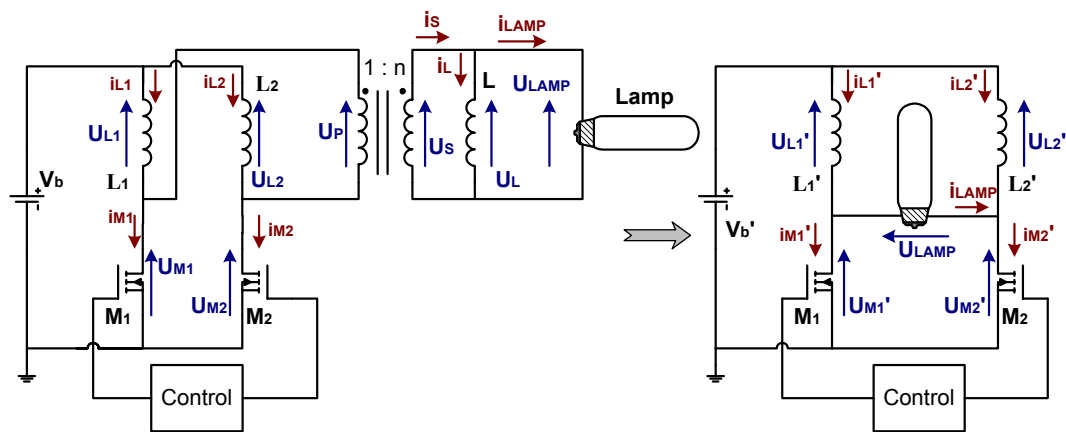 iS
iLAMP
iL1
iL2
L2
1 : n
iL
L
ULAMP
Lamp
iL1'
iL2'
UL1
UP
US
UL1'
UL2'
Vb
+
-
L1
UL2
UL
L1'
iLAMP
L2'
Vb'
+
-
iM1
iM2
iM1'
ULAMP
iM2'
UM1
UM2
UM1'
UM2'
M1
M2
M1
M2
Control
Control